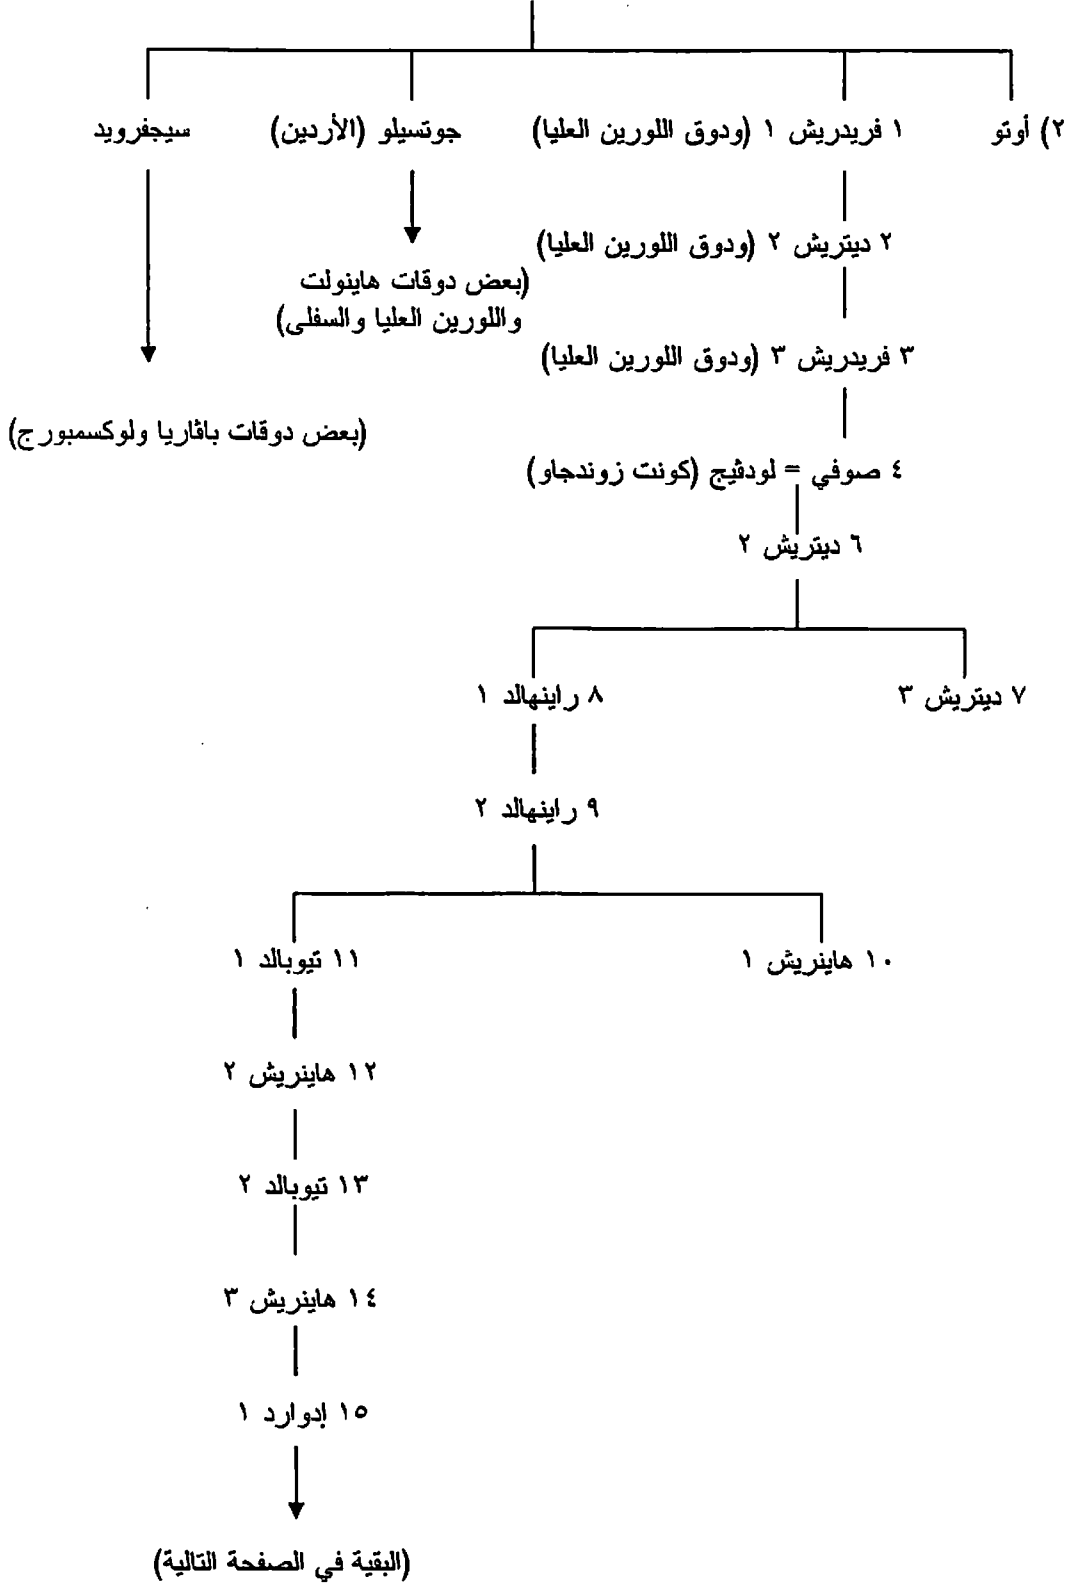 ٢) أوتو
١ فريدريش ١ (ودوق اللورين العليا)
جوتسيلو (الأردين)
سيجفرويد
٢ ديتريش ٢ (ودوق اللورين العليا)
(بعض دوقات هاينولت
واللورين العليا والسفلى)
٣ فريدريش ٣ (ودوق اللورين العليا)
(بعض دوقات باڤاريا ولوكسمبورج)
٤ صوفي = لودڤيج (كونت زوندجاو)
٦ ديتريش ٢
٧ ديتريش ٣
٨ راينهالد ١
٩ راينهالد ٢
١٠ هاينريش ١
١١ تيوبالد ١
١٢ هاينريش ٢
١٣ تيوبالد ٢
١٤ هاينريش ٣
١٥ إدوارد ١
(البقية في الصفحة التالية)